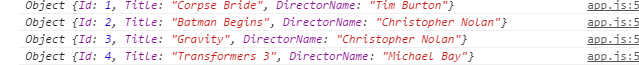 Object {Id: 1, Title: "Corpse Bride", DirectorName: "Tim Burton"} app.js:5
Object {Id: 2, Title: "Batman Begins", DirectorName: "Christopher Nolan"} app.js:5
Object {Id: 3, Title: "Gravity", DirectorName: "Christopher Nolan"} app.js:5
Object {Id: 4, Title: "Transformers 3", DirectorName: "Michael Bay"} app.js:5